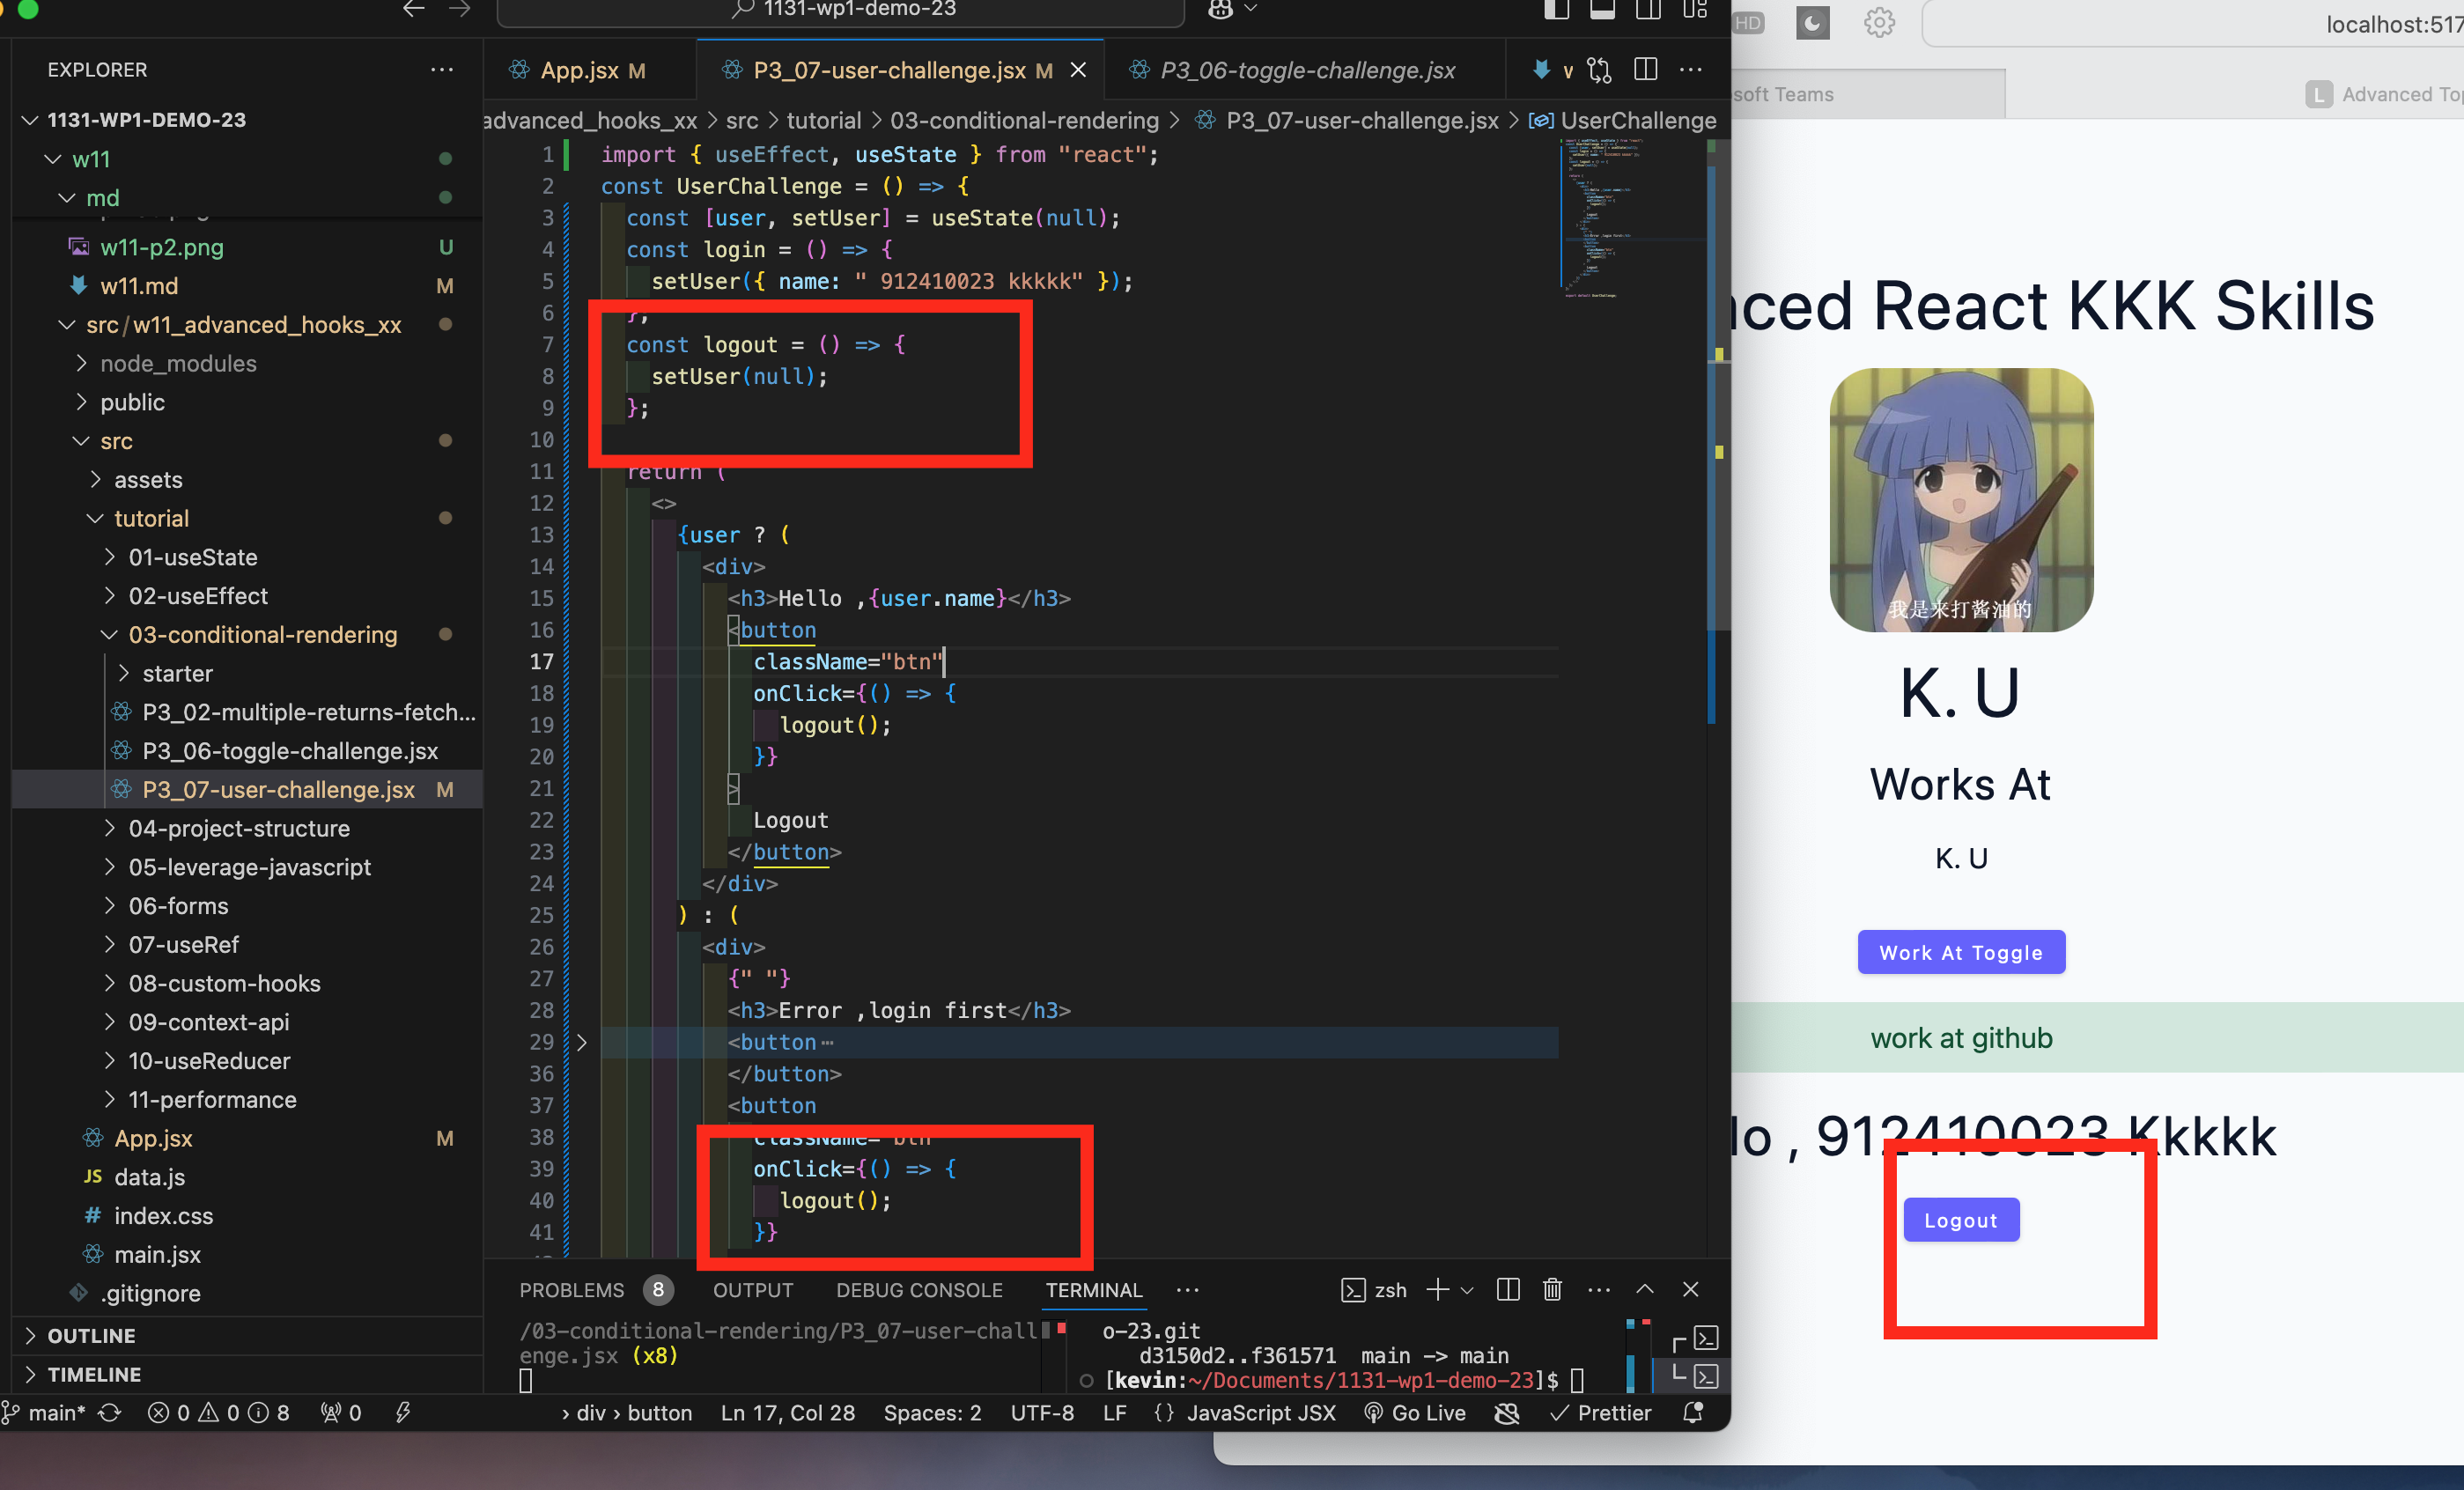 1131-wp1-demo-23
EXPLORER
1131-WP1-DEMO-23
w11
md
w11-p2.png U
w11.md M
src/w11_advanced_hooks_xx
node_modules
public
src
assets
tutorial
01-useState
02-useEffect
03-conditional-rendering
starter
P3_02-multiple-returns-fetch...
P3_06-toggle-challenge.jsx
P3_07-user-challenge.jsx M
04-project-structure
05-leverage-javascript
06-forms
07-useRef
08-custom-hooks
09-context-api
10-useReducer
11-performance
App.jsx M
JS data.js
# index.css
main.jsx
.gitignore
OUTLINE
TIMELINE
App.jsx M
P3_07-user-challenge.jsx M
P3_06-toggle-challenge.jsx
advanced_hooks_xx > src > tutorial > 03-conditional-rendering > P3_07-user-challenge.jsx > UserChallenge
1 import { useEffect, useState } from "react";
2 const UserChallenge = () => {
3 const [user, setUser] = useState(null);
4 const login = () => {
5 setUser({ name: " 912410023 kkkkk" });
6 };
7 const logout = () => {
8 setUser(null);
9 };
10
11 return (
12 <>
13 {user ? (
14 <div>
15 <h3>Hello ,{user.name}</h3>
16 <button
17 className="btn"
18 onClick={() => {
19 logout();
20 }}
21 >
22 Logout
23 </button>
24 </div>
25 ) : (
26 <div>
27 {" "}
28 <h3>Error ,login first</h3>
29 <button ⋯
36 </button>
37 <button
38 className="btn"
39 onClick={() => {
40 logout();
41 }}
PROBLEMS 8 OUTPUT DEBUG CONSOLE TERMINAL ⋯
zsh
/03-conditional-rendering/P3_07-user-chall
enge.jsx (x8)
o-23.git
d3150d2..f361571 main -> main
[kevin:~/Documents/1131-wp1-demo-23]$
main* 0 0 8 0
› div › button Ln 17, Col 28 Spaces: 2 UTF-8 LF {} JavaScript JSX Go Live Prettier
HD
localhost:517
soft Teams
L Advanced Top
nced React KKK Skills
我是来打酱油的
K. U
Works At
K. U
Work At Toggle
work at github
lo , 912410023 Kkkkk
Logout